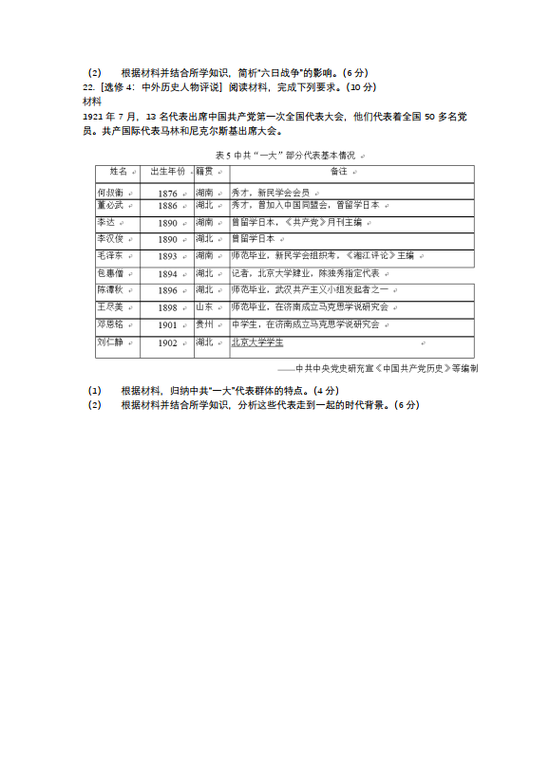 （2） 根据材料并结合所学知识，简析“六日战争”的影响。（6 分）
22.［选修 4：中外历史人物评说］阅读材料，完成下列要求。（10 分）
材料
1921 年 7 月，13 名代表出席中国共产党第一次全国代表大会，他们代表着全国 50 多名党
员。共产国际代表马林和尼克尔斯基出席大会。
表 5 中共“一大”部分代表基本情况
姓名 出生年份 籍贯 备注
何叔衡 1876 湖南 秀才，新民学会会员
董必武 1886 湖北 秀才，曾加入中国同盟会，曾留学日本
李达 1890 湖南 曾留学日本，《共产党》月刊主编
李汉俊 1890 湖北 曾留学日本
毛泽东 1893 湖南 师范毕业，新民学会组织者，《湘江评论》主编
包惠僧 1894 湖北 记者，北京大学肄业，陈独秀指定代表
陈潭秋 1896 湖北 师范毕业，武汉共产主义小组发起者之一
王尽美 1898 山东 师范毕业，在济南成立马克思学说研究会
邓恩铭 1901 贵州 中学生，在济南成立马克思学说研究会
刘仁静 1902 湖北 北京大学学生
——中共中央党史研究室《中国共产党历史》等编制
（1） 根据材料，归纳中共“一大”代表群体的特点。（4 分）
（2） 根据材料并结合所学知识，分析这些代表走到一起的时代背景。（6 分）